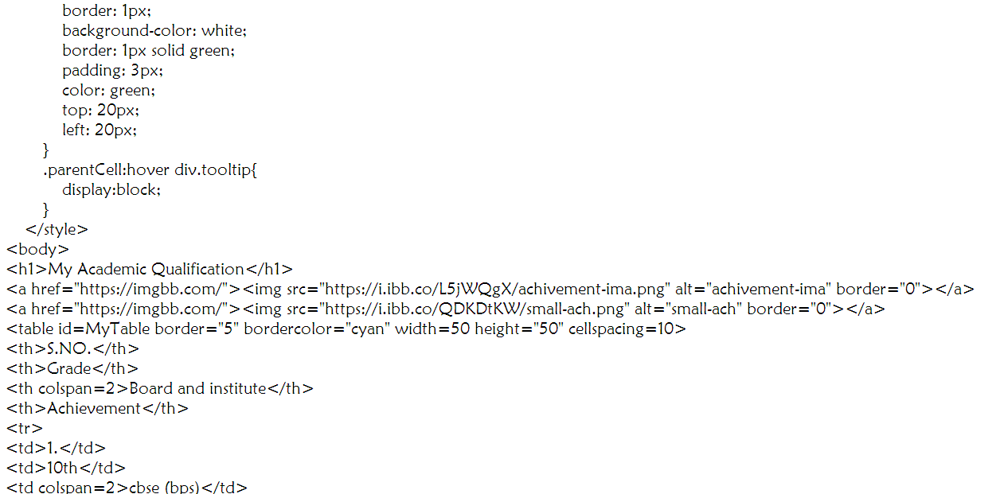 border: 1px;
background-color: white;
border: 1px solid green;
padding: 3px;
color: green;
top: 20px;
left: 20px;
}
.parentCell:hover div.tooltip{
display:block;
}
</style>
<body>
<h1>My Academic Qualification</h1>
<a href="https://imgbb.com/"><img src="https://i.ibb.co/L5jWQgX/achivement-ima.png" alt="achivement-ima" border="0"></a>
<a href="https://imgbb.com/"><img src="https://i.ibb.co/QDKDtKW/small-ach.png" alt="small-ach" border="0"></a>
<table id=MyTable border="5" bordercolor="cyan" width=50 height="50" cellspacing=10>
<th>S.NO.</th>
<th>Grade</th>
<th colspan=2>Board and institute</th>
<th>Achievement</th>
<tr>
<td>1.</td>
<td>10th</td>
<td colspan=2>cbse (bps)</td>